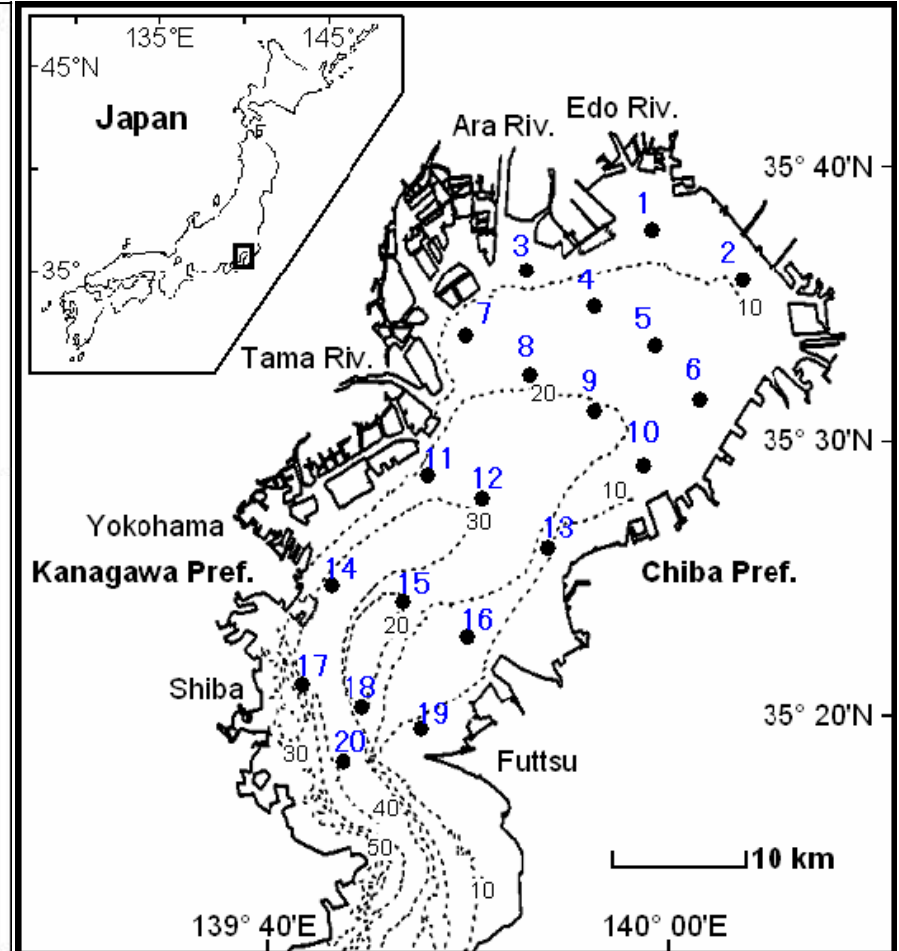 135°E
145°
45°N
Japan
35°
Edo Riv.
Ara Riv.
35° 40'N
1
2
3
4
10
5
7
Tama Riv.
8
20
9
6
10
35° 30'N
11
12
10
30
Yokohama
13
Kanagawa Pref.
Chiba Pref.
14
15
20
16
17
Shiba
18
19
35° 20'N
20
30
Futtsu
40
50
10 km
10
139° 40'E
140° 00'E